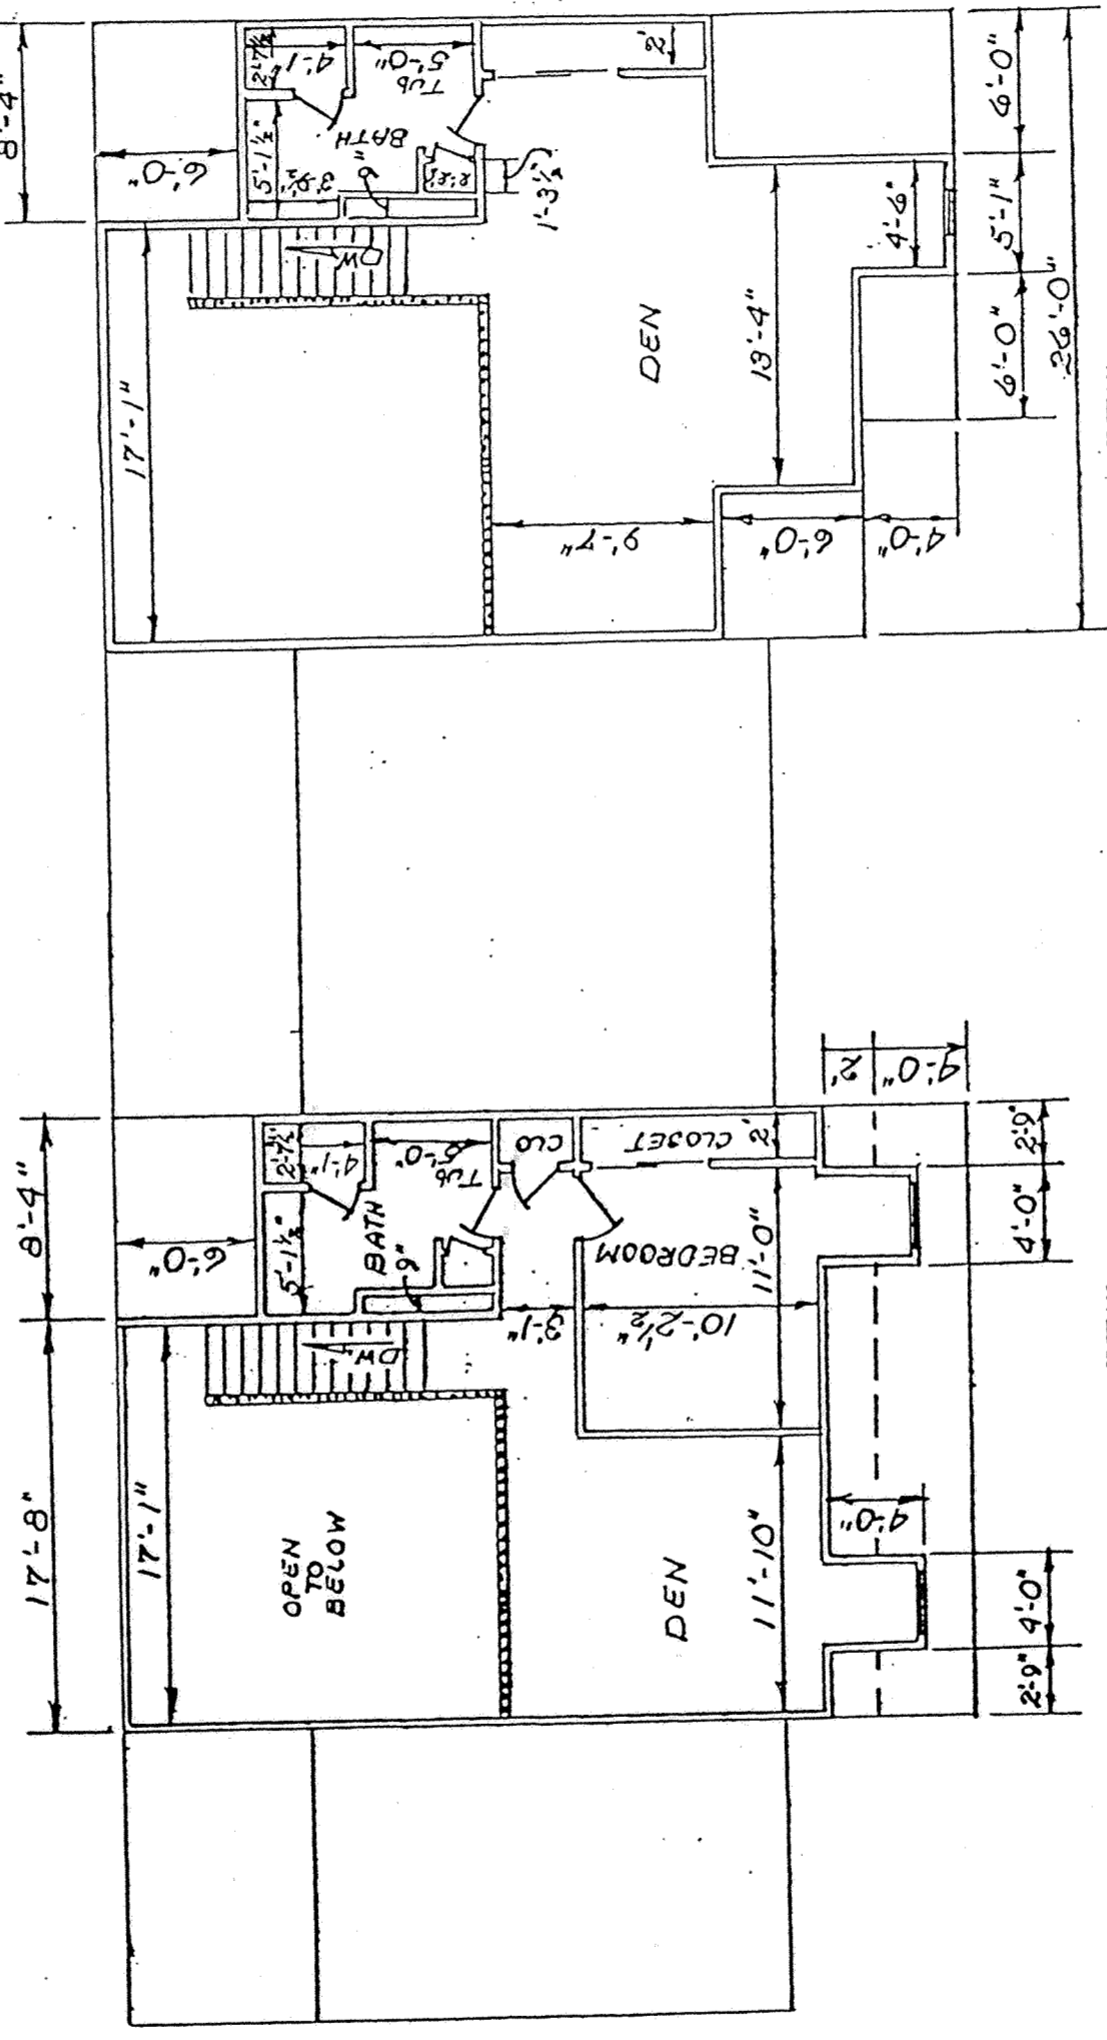 8'-4"
6'-0"
2'-7½"
4'-1"
5'-0"
TUB
2'
5'-1½"
BATH
3'-9½"
9"
1'-3½"
DW
17'-1"
DEN
13'-4"
4'-6"
6'-0"
5'-1"
6'-0"
26'-0"
9'-7"
6'-0"
4'-0"
2'
9'-0"
8'-4"
6'-0"
2'-7½"
4'-1"
5'-0"
TUB
CLO
CLOSET
2'
2'-9"
4'-0"
5'-1½"
BATH
9"
BEDROOM
11'-0"
3'-1"
10'-2½"
DW
17'-8"
17'-1"
OPEN
TO
BELOW
DEN
11'-10"
4'-0"
4'-0"
2'-9"